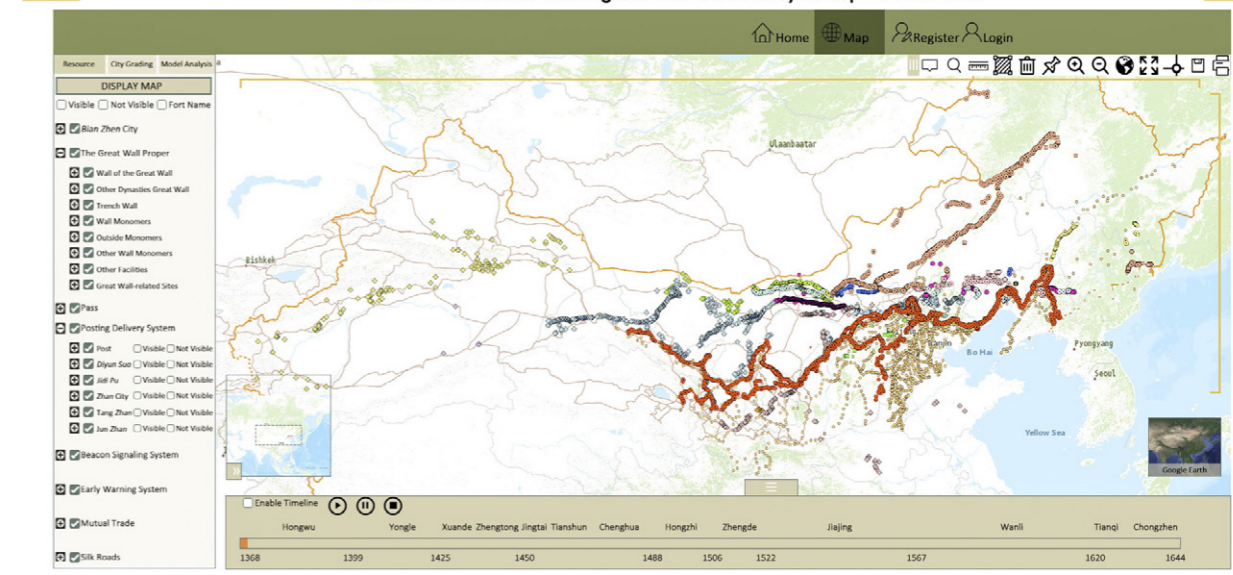 Home Map Register Login
Resource City Grading Model Analysis
DISPLAY MAP
Visible Not Visible Fort Name
Bian Zhen City
The Great Wall Proper
Wall of the Great Wall
Other Dynasties Great Wall
Trench Wall
Wall Monomers
Outside Monomers
Other Wall Monomers
Other Facilities
Great Wall-related Sites
Pass
Posting Delivery System
Post Visible Not Visible
Diyun Suo Visible Not Visible
Jidi Pu Visible Not Visible
Zhan City Visible Not Visible
Tang Zhan Visible Not Visible
Jun Zhan Visible Not Visible
Beacon Signaling System
Early Warning System
Mutual Trade
Silk Roads
Ulaanbaatar
Bishkek
Tianjin
Bo Hai
Pyongyang
Seoul
Yellow Sea
Google Earth
Enable Timeline
Hongwu Yongle Xuande Zhengtong Jingtai Tianshun Chenghua Hongzhi Zhengde Jiajing Wanli Tianqi Chongzhen
1368 1399 1425 1450 1488 1506 1522 1567 1620 1644